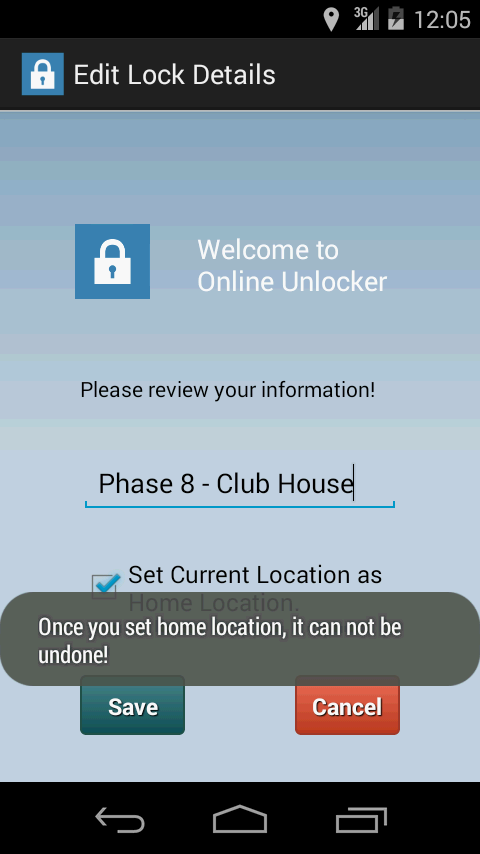 3G 12:05
Edit Lock Details
Welcome to
Online Unlocker
Please review your information!
Phase 8 - Club House
Set Current Location as
Home Location.
Once you set home location, it can not be
undone!
Save Cancel